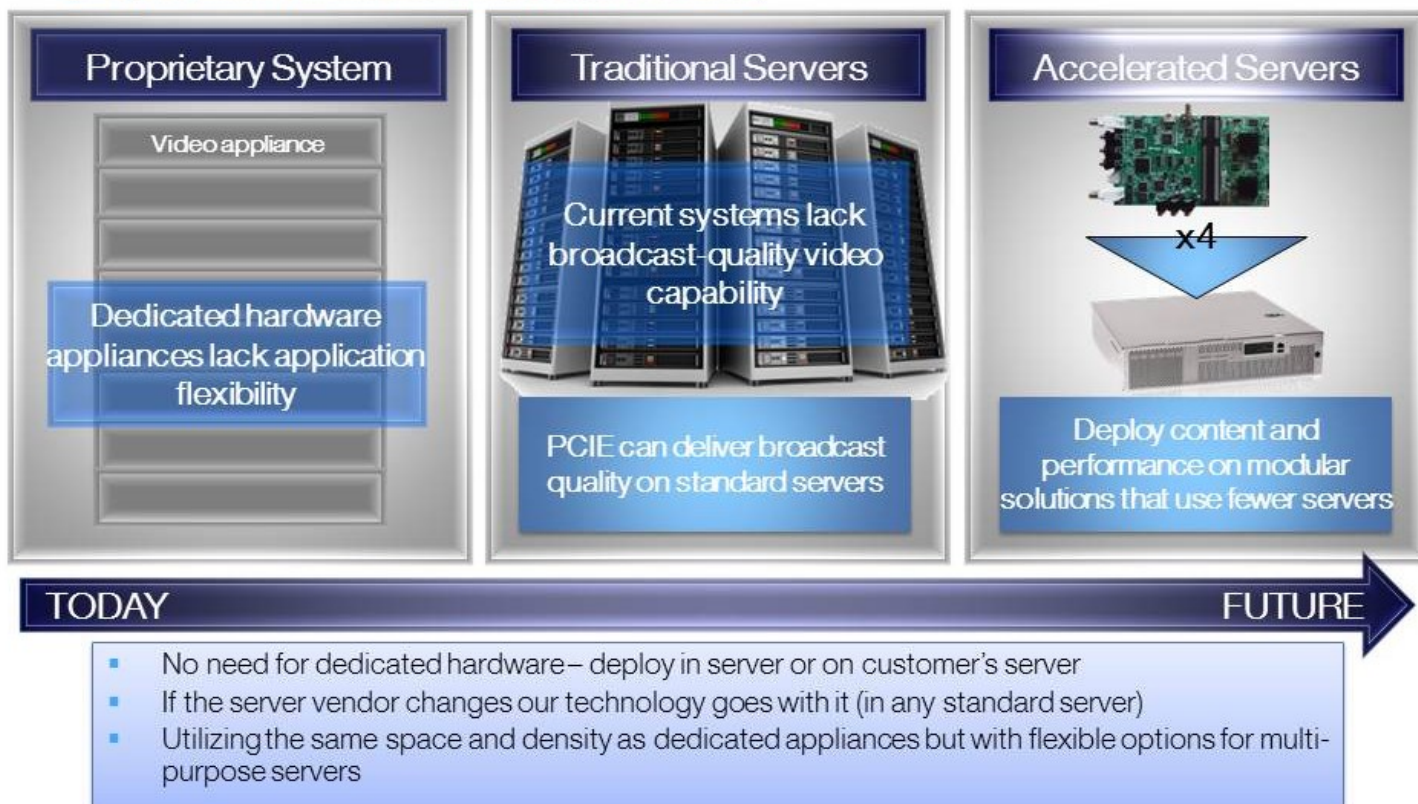 Proprietary System
Video appliance
Dedicated hardware
appliances lack application
flexibility
Traditional Servers
Current systems lack
broadcast-quality video
capability
PCIE can deliver broadcast
quality on standard servers
Accelerated Servers
x4
Deploy content and
performance on modular
solutions that use fewer servers
TODAY
FUTURE
▪ No need for dedicated hardware – deploy in server or on customer's server
▪ If the server vendor changes our technology goes with it (in any standard server)
▪ Utilizing the same space and density as dedicated appliances but with flexible options for multi-
purpose servers